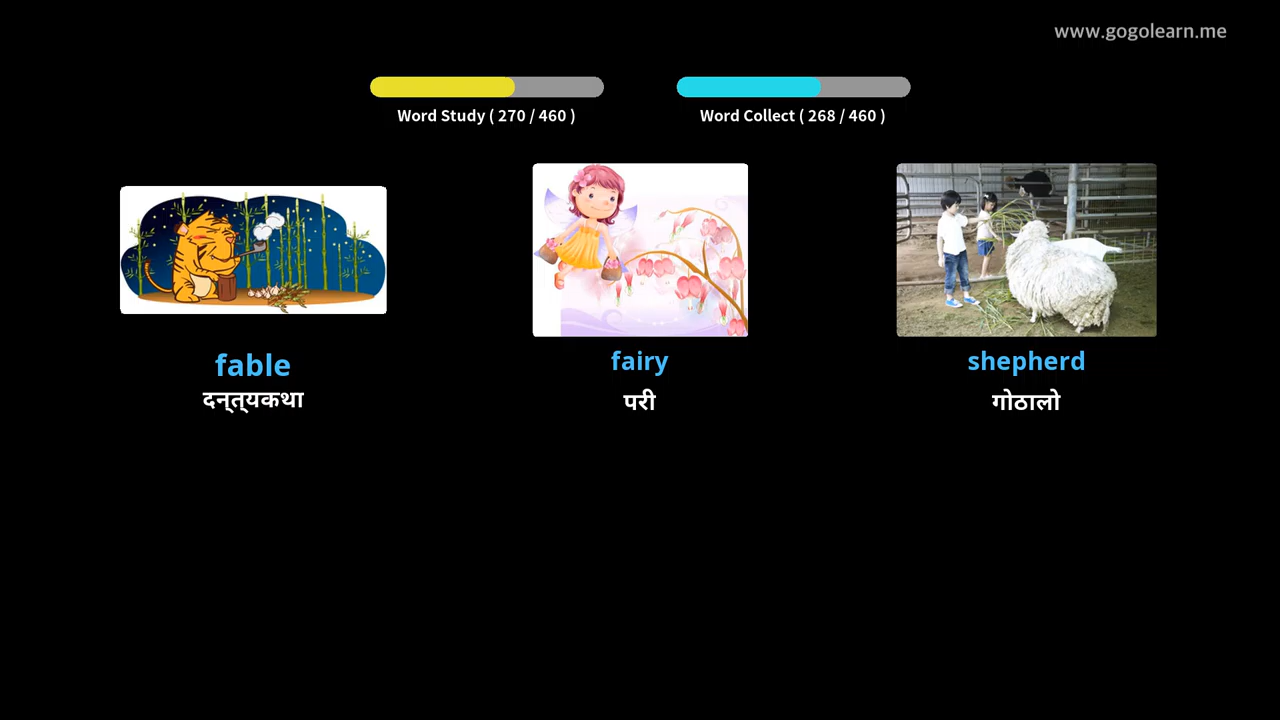 www.gogolearn.me
Word Study ( 270 / 460 )
Word Collect ( 268 / 460 )
fable
दन्त्यकथा
fairy
परी
shepherd
गोठालो